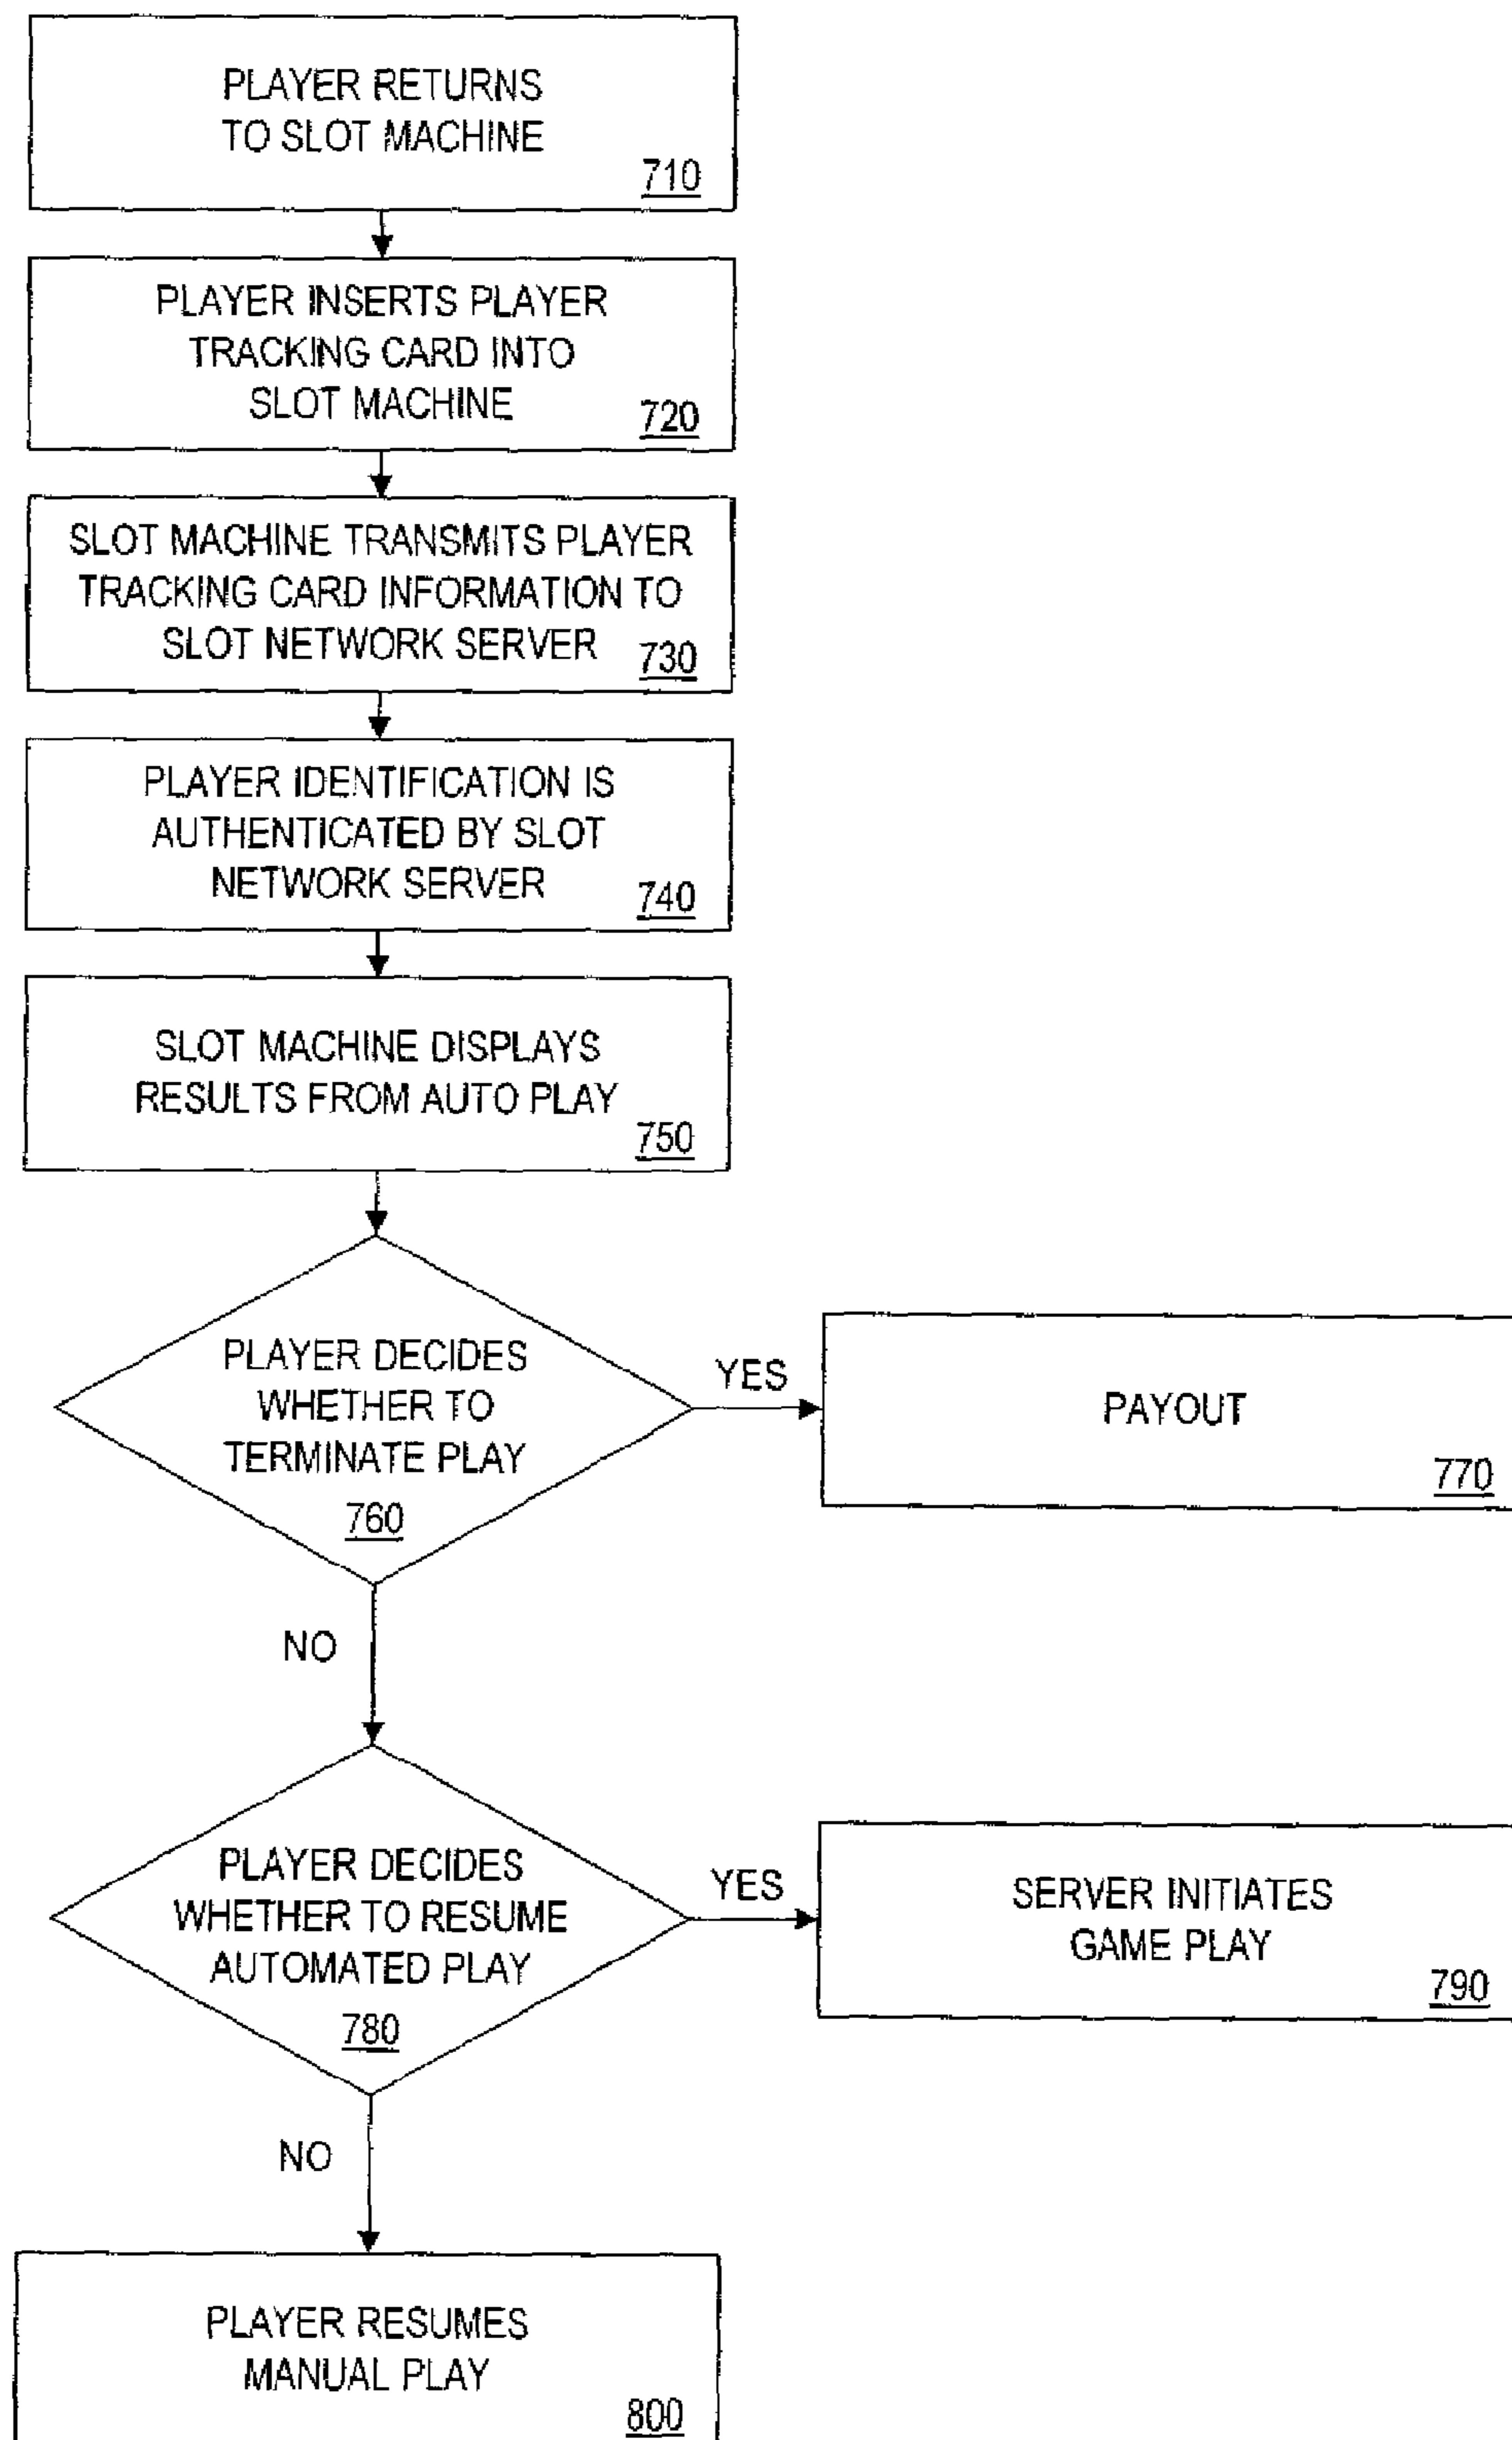 PLAYER RETURNS
TO SLOT MACHINE
710
PLAYER INSERTS PLAYER
TRACKING CARD INTO
SLOT MACHINE
720
SLOT MACHINE TRANSMITS PLAYER
TRACKING CARD INFORMATION TO
SLOT NETWORK SERVER
730
PLAYER IDENTIFICATION IS
AUTHENTICATED BY SLOT
NETWORK SERVER
740
SLOT MACHINE DISPLAYS
RESULTS FROM AUTO PLAY
750
PLAYER DECIDES
WHETHER TO
TERMINATE PLAY
760
YES
PAYOUT
770
NO
PLAYER DECIDES
WHETHER TO RESUME
AUTOMATED PLAY
780
YES
SERVER INITIATES
GAME PLAY
790
NO
PLAYER RESUMES
MANUAL PLAY
800